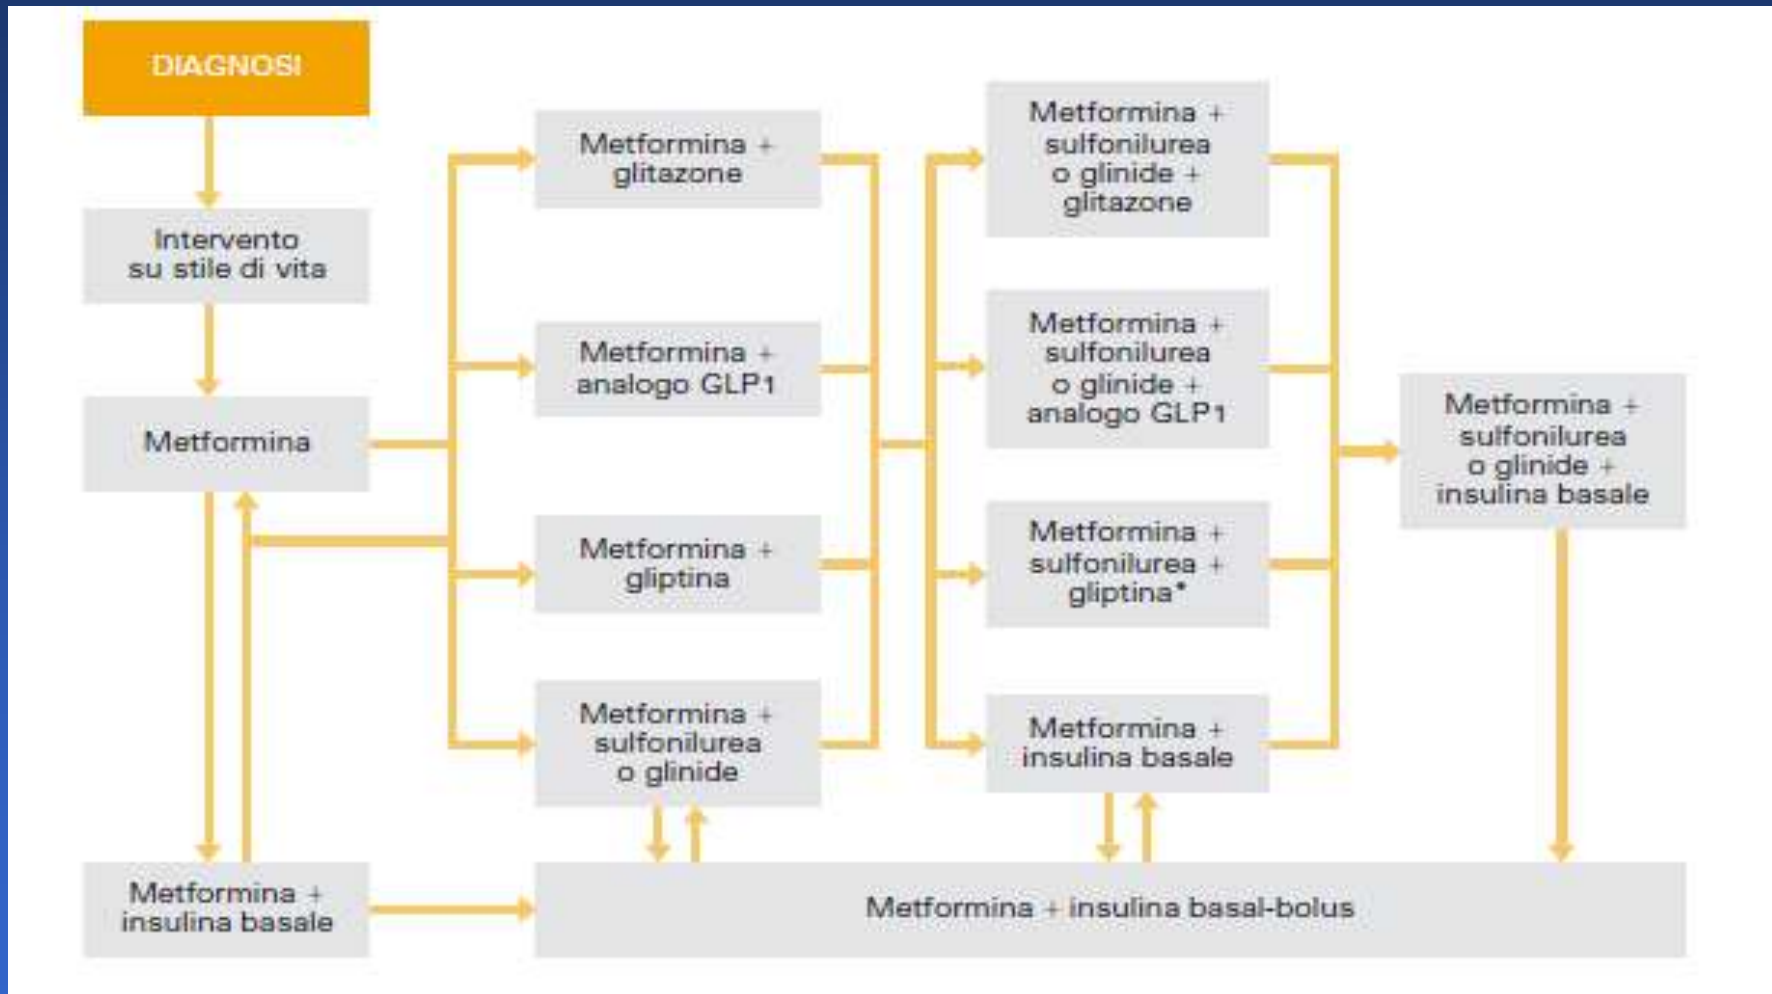 DIAGNOSI
Intervento
su stile di vita
Metformina
Metformina +
insulina basale
Metformina +
glitazone
Metformina +
analogo GLP1
Metformina +
gliptina
Metformina +
sulfonilurea
o glinide
Metformina +
sulfonilurea
o glinide +
glitazone
Metformina +
sulfonilurea
o glinide +
analogo GLP1
Metformina +
sulfonilurea +
gliptina*
Metformina +
insulina basale
Metformina +
sulfonilurea
o glinide +
insulina basale
Metformina + insulina basal-bolus